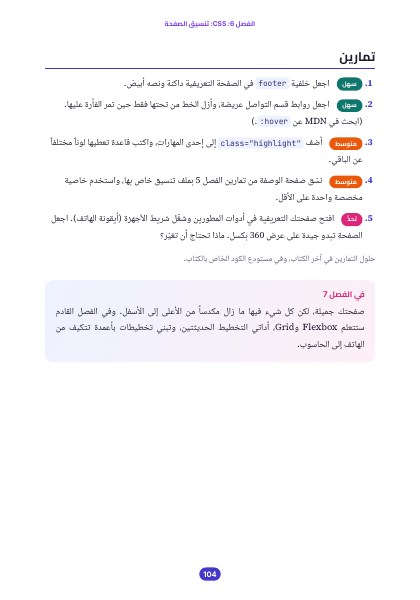 الفصل 6: CSS: تنسيق الصفحة
تمارين
1. سهل اجعل خلفية footer في الصفحة التعريفية داكنة ونصه أبيض.
2. سهل اجعل روابط قسم التواصل عريضة، وأزل الخط من تحتها فقط حين تمر الفأرة عليها.
(ابحث في MDN عن :hover.)
3. متوسط أضف class="highlight" إلى إحدى المهارات، واكتب قاعدة تعطيها لوناً مختلفاً
عن الباقي.
4. متوسط نسّق صفحة الوصفة من تمارين الفصل 5 بملف تنسيق خاص بها، واستخدم خاصية
مخصصة واحدة على الأقل.
5. تحدٍّ افتح صفحتك التعريفية في أدوات المطورين وشغّل شريط الأجهزة (أيقونة الهاتف). اجعل
الصفحة تبدو جيدة على عرض 360 بكسل. ماذا تحتاج أن تغيّر؟
حلول التمارين في آخر الكتاب، وفي مستودع الكود الخاص بالكتاب.
في الفصل 7
صفحتك جميلة، لكن كل شيء فيها ما زال مكدساً من الأعلى إلى الأسفل. وفي الفصل القادم
ستتعلم Flexbox وGrid، أداتي التخطيط الحديثتين، وتبني تخطيطات بأعمدة تتكيف من
الهاتف إلى الحاسوب.
104